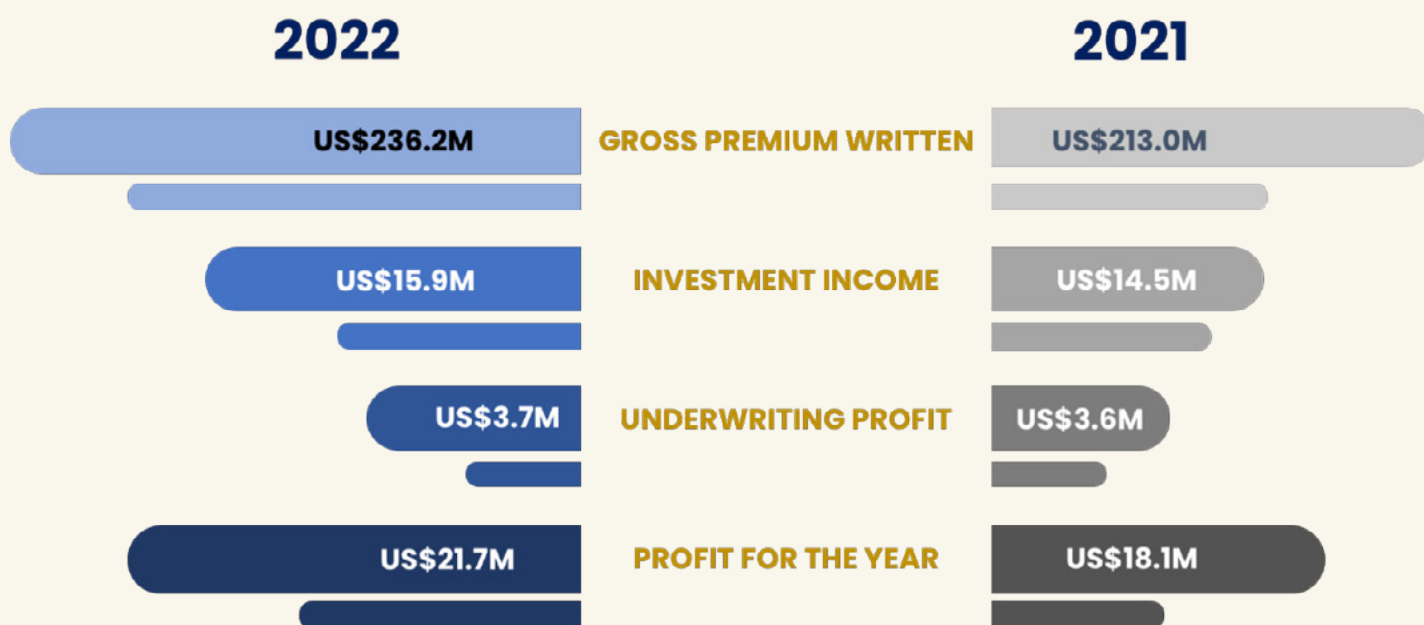 2022
2021
US$236.2M GROSS PREMIUM WRITTEN US$213.0M
US$15.9M INVESTMENT INCOME US$14.5M
US$3.7M UNDERWRITING PROFIT US$3.6M
US$21.7M PROFIT FOR THE YEAR US$18.1M